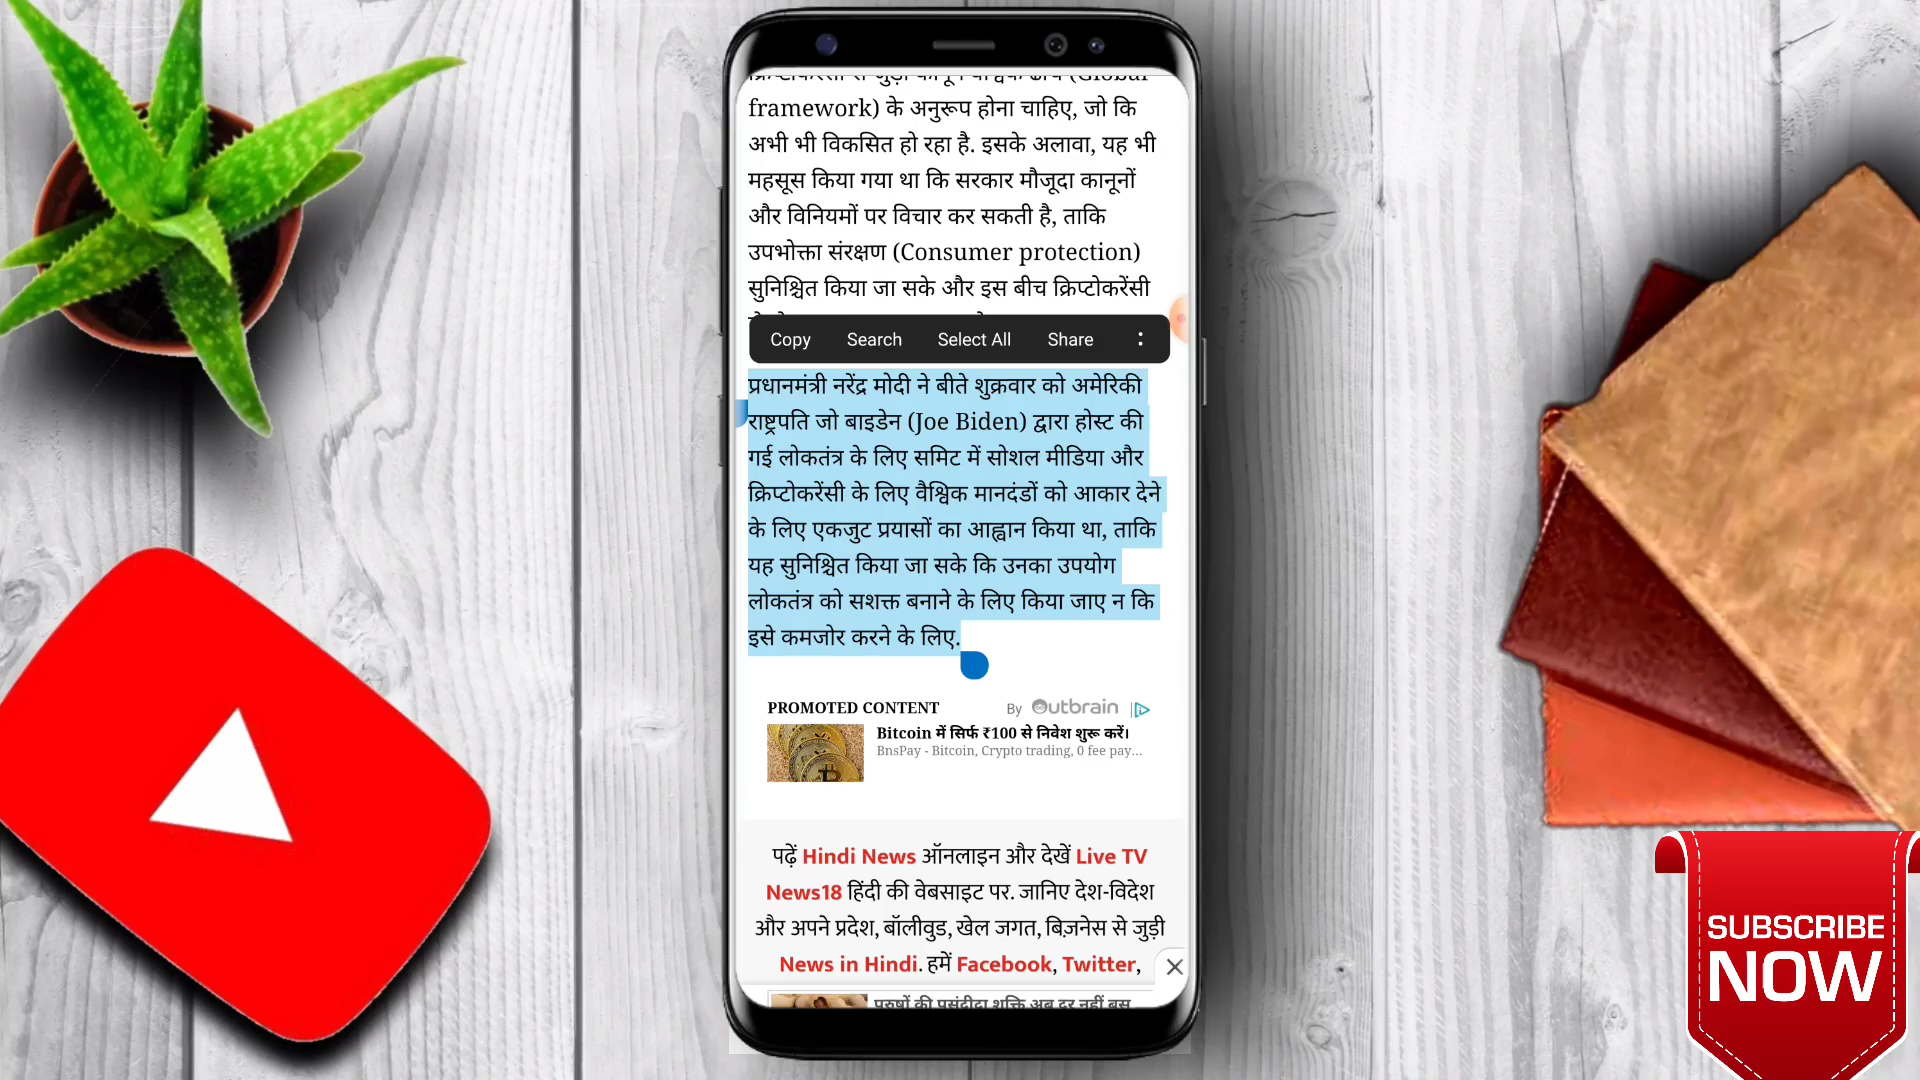 framework) के अनुरूप होना चाहिए, जो कि
अभी भी विकसित हो रहा है. इसके अलावा, यह भी
महसूस किया गया था कि सरकार मौजूदा कानूनों
और विनियमों पर विचार कर सकती है, ताकि
उपभोक्ता संरक्षण (Consumer protection)
सुनिश्चित किया जा सके और इस बीच क्रिप्टोकरेंसी
Copy Search Select All Share
प्रधानमंत्री नरेंद्र मोदी ने बीते शुक्रवार को अमेरिकी
राष्ट्रपति जो बाइडेन (Joe Biden) द्वारा होस्ट की
गई लोकतंत्र के लिए समिट में सोशल मीडिया और
क्रिप्टोकरेंसी के लिए वैश्विक मानदंडों को आकार देने
के लिए एकजुट प्रयासों का आह्वान किया था, ताकि
यह सुनिश्चित किया जा सके कि उनका उपयोग
लोकतंत्र को सशक्त बनाने के लिए किया जाए न कि
इसे कमजोर करने के लिए.
PROMOTED CONTENT By Outbrain
Bitcoin में सिर्फ ₹100 से निवेश शुरू करें।
BnsPay - Bitcoin, Crypto trading, 0 fee pay...
पढ़ें Hindi News ऑनलाइन और देखें Live TV
News18 हिंदी की वेबसाइट पर. जानिए देश-विदेश
और अपने प्रदेश, बॉलीवुड, खेल जगत, बिज़नेस से जुड़ी
News in Hindi. हमें Facebook, Twitter,
SUBSCRIBE
NOW